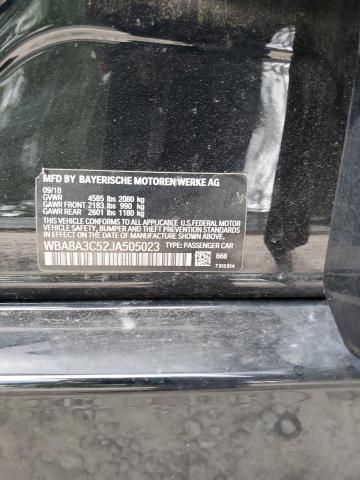 MFD BY BAYERISCHE MOTOREN WERKE AG
09/18
GVWR 4585 lbs 2080 kg
GAWR FRONT 2183 lbs 990 kg
GAWR REAR 2601 lbs 1180 kg
THIS VEHICLE CONFORMS TO ALL APPLICABLE U.S.FEDERAL MOTOR
VEHICLE SAFETY, BUMPER AND THEFT PREVENTION STANDARDS IN
EFFECT ON THE DATE OF MANUFACTURE SHOWN ABOVE.
WBA8A3C52JA505023 TYPE: PASSENGER CAR
668
7315814